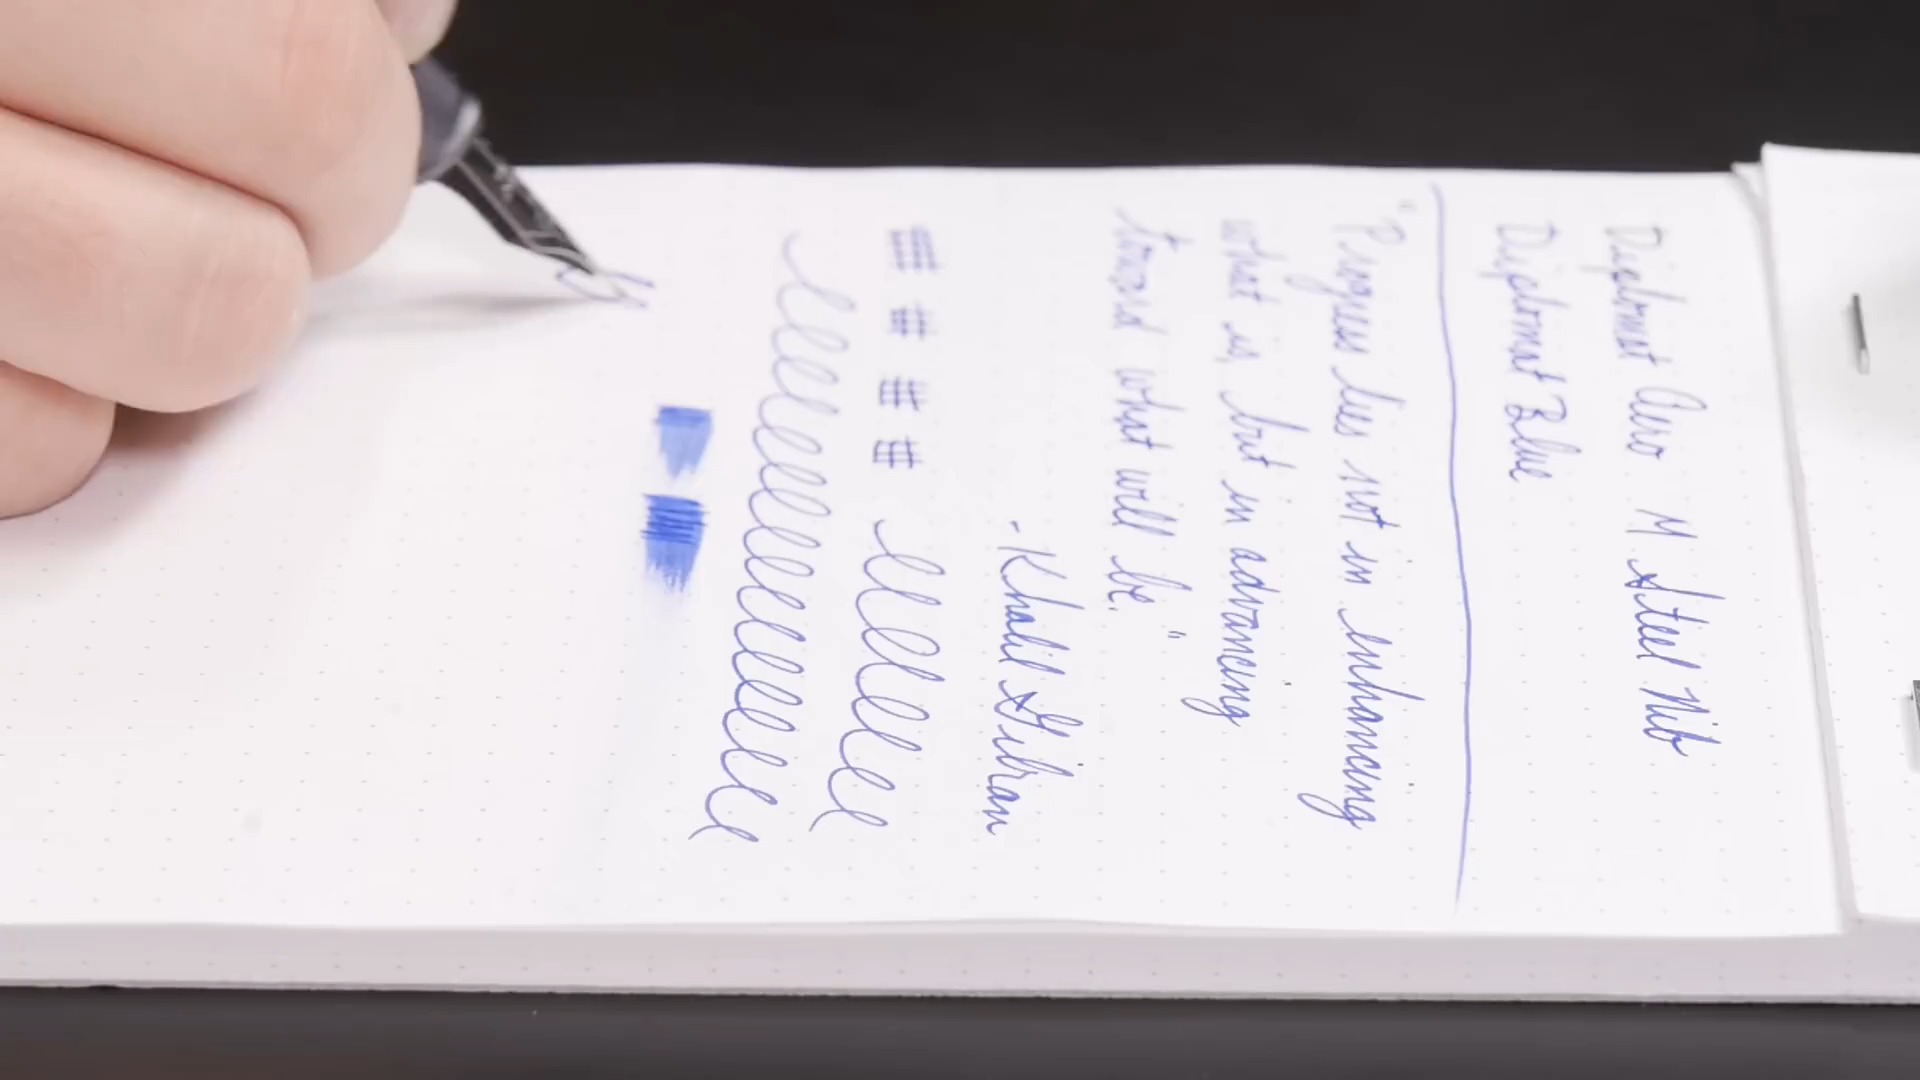 Diplomat Aero M Steel Nib
Diplomat Blue
"Progress lies not in enhancing
what is, but in advancing
toward what will be."
- Khalil Gibran